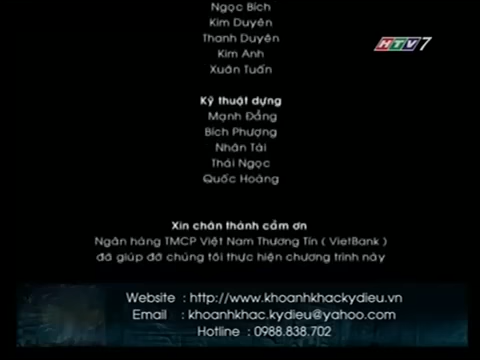 Ngọc Bích
HTV7
Kim Duyên
Thanh Duyên
Kim Anh
Xuân Tuấn
Kỹ thuật dựng
Mạnh Đẳng
Bích Phượng
Nhân Tài
Thái Ngọc
Quốc Hoàng
Xin chân thành cảm ơn
Ngân hàng TMCP Việt Nam Thương Tín ( VietBank )
đã giúp đỡ chúng tôi thực hiện chương trình này
Website : http://www.khoanhkhackydieu.vn
Email : khoanhkhac.kydieu@yahoo.com
Hotline : 0988.838.702